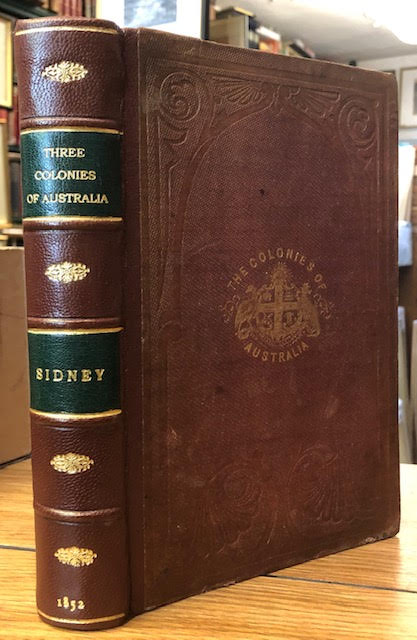 THREE
COLONIES
OF AUSTRALIA
SIDNEY
1852
THE COLONIES OF
AUSTRALIA